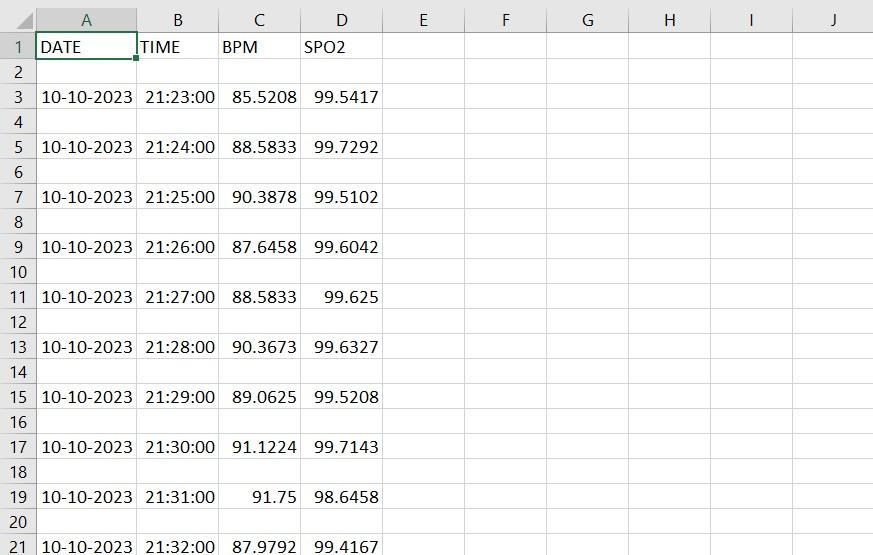 A B C D E F G H I J
1 DATE TIME BPM SPO2
2
3 10-10-2023 21:23:00 85.5208 99.5417
4
5 10-10-2023 21:24:00 88.5833 99.7292
6
7 10-10-2023 21:25:00 90.3878 99.5102
8
9 10-10-2023 21:26:00 87.6458 99.6042
10
11 10-10-2023 21:27:00 88.5833 99.625
12
13 10-10-2023 21:28:00 90.3673 99.6327
14
15 10-10-2023 21:29:00 89.0625 99.5208
16
17 10-10-2023 21:30:00 91.1224 99.7143
18
19 10-10-2023 21:31:00 91.75 98.6458
20
21 10-10-2023 21:32:00 87.9792 99.4167